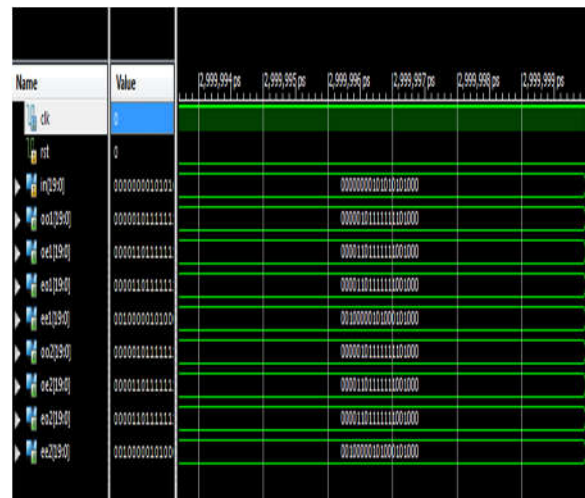 Name Value 2,999,994 ps 2,999,995 ps 2,999,996 ps 2,999,997 ps 2,999,998 ps 2,999,999 ps
clk 0
rst 0
in[19:0] 0000000010101 00000000101010101000
oo1[19:0] 0000010111111 00000101111111101000
oe1[19:0] 0000110111111 00001101111111001000
eo1[19:0] 0000110111111 00001101111111001000
ee1[19:0] 0010000010100 00100000101000101000
oo2[19:0] 0000010111111 00000101111111101000
oe2[19:0] 0000110111111 00001101111111001000
eo2[19:0] 0000110111111 00001101111111001000
ee2[19:0] 0010000010100 00100000101000101000